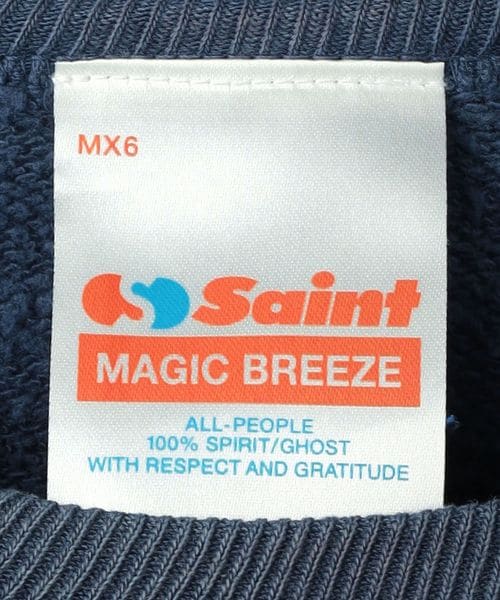 MX6
Saint
MAGIC BREEZE
ALL-PEOPLE
100% SPIRIT/GHOST
WITH RESPECT AND GRATITUDE